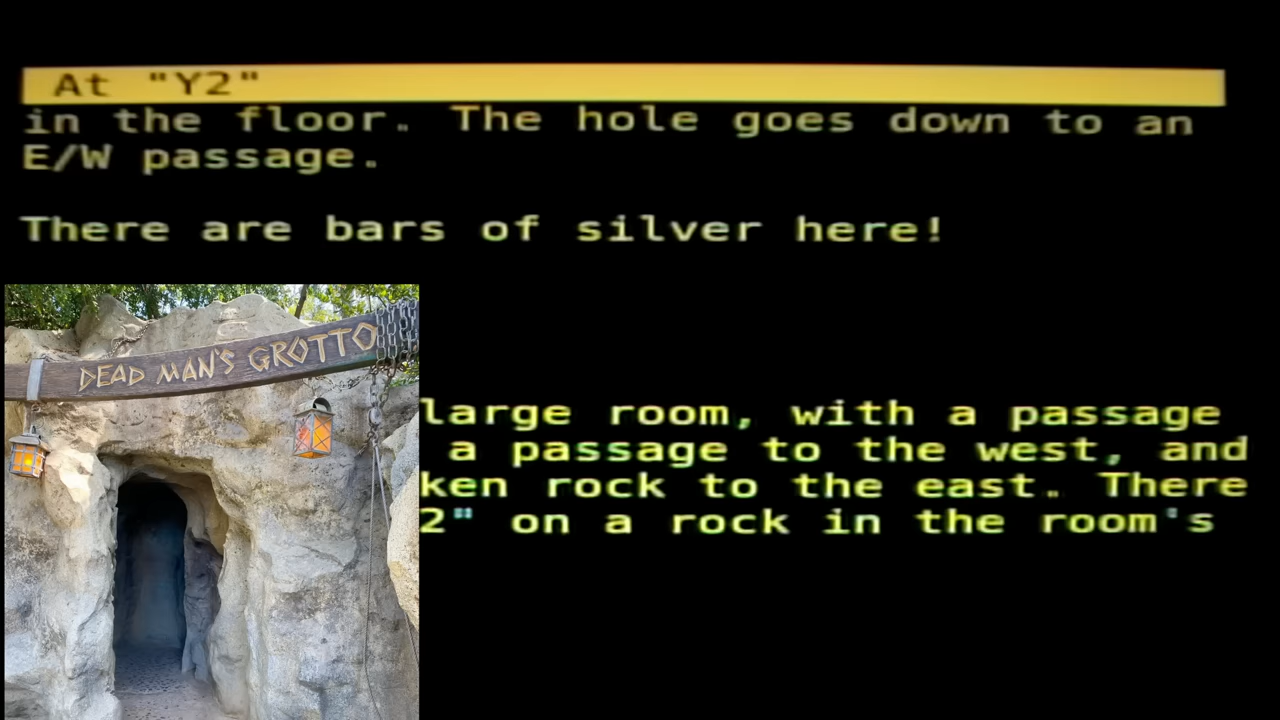 At "Y2"
in the floor. The hole goes down to an
E/W passage.
There are bars of silver here!
DEAD MAN'S GROTTO
large room, with a passage
a passage to the west, and
ken rock to the east. There
2" on a rock in the room's